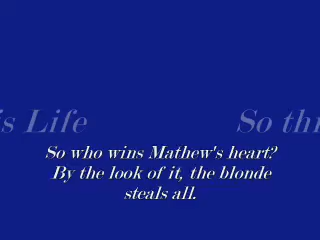 is Life So thi
So who wins Mathew's heart?
By the look of it, the blonde
steals all.